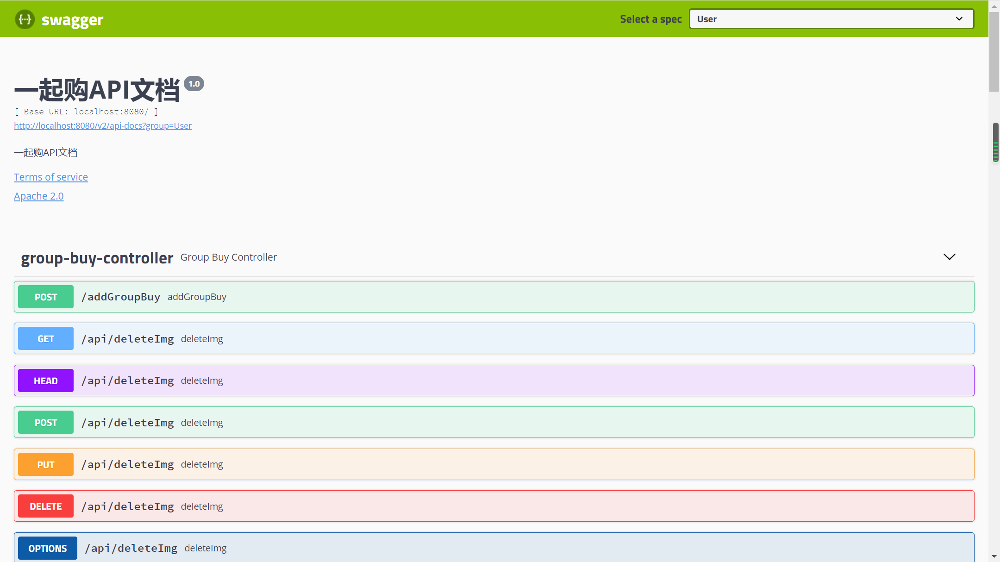 swagger
Select a spec User
一起购API文档 1.0
[ Base URL: localhost:8080/ ]
http://localhost:8080/v2/api-docs?group=User
一起购API文档
Terms of service
Apache 2.0
group-buy-controller Group Buy Controller
POST /addGroupBuy addGroupBuy
GET /api/deleteImg deleteImg
HEAD /api/deleteImg deleteImg
POST /api/deleteImg deleteImg
PUT /api/deleteImg deleteImg
DELETE /api/deleteImg deleteImg
OPTIONS /api/deleteImg deleteImg